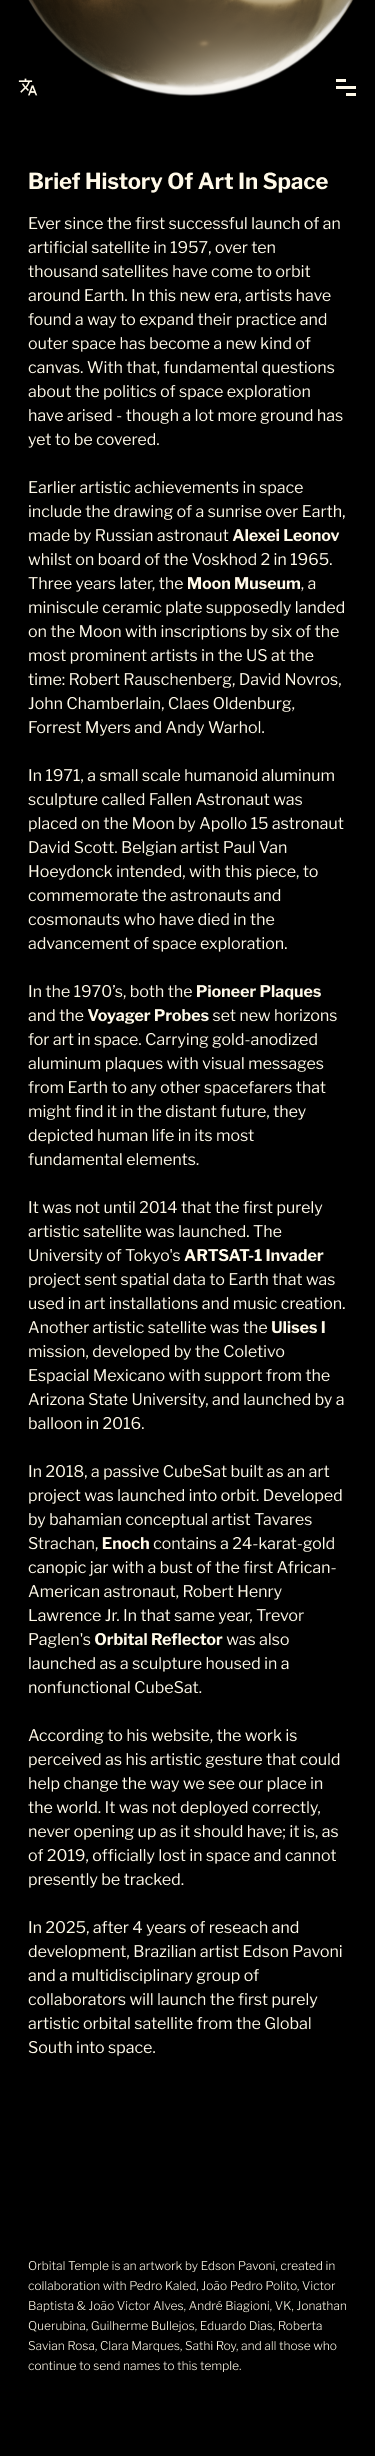 Brief History Of Art In Space
Ever since the first successful launch of an
artificial satellite in 1957, over ten
thousand satellites have come to orbit
around Earth. In this new era, artists have
found a way to expand their practice and
outer space has become a new kind of
canvas. With that, fundamental questions
about the politics of space exploration
have arised - though a lot more ground has
yet to be covered.
Earlier artistic achievements in space
include the drawing of a sunrise over Earth,
made by Russian astronaut Alexei Leonov
whilst on board of the Voskhod 2 in 1965.
Three years later, the Moon Museum, a
miniscule ceramic plate supposedly landed
on the Moon with inscriptions by six of the
most prominent artists in the US at the
time: Robert Rauschenberg, David Novros,
John Chamberlain, Claes Oldenburg,
Forrest Myers and Andy Warhol.
In 1971, a small scale humanoid aluminum
sculpture called Fallen Astronaut was
placed on the Moon by Apollo 15 astronaut
David Scott. Belgian artist Paul Van
Hoeydonck intended, with this piece, to
commemorate the astronauts and
cosmonauts who have died in the
advancement of space exploration.
In the 1970's, both the Pioneer Plaques
and the Voyager Probes set new horizons
for art in space. Carrying gold-anodized
aluminum plaques with visual messages
from Earth to any other spacefarers that
might find it in the distant future, they
depicted human life in its most
fundamental elements.
It was not until 2014 that the first purely
artistic satellite was launched. The
University of Tokyo's ARTSAT-1 Invader
project sent spatial data to Earth that was
used in art installations and music creation.
Another artistic satellite was the Ulises I
mission, developed by the Coletivo
Espacial Mexicano with support from the
Arizona State University, and launched by a
balloon in 2016.
In 2018, a passive CubeSat built as an art
project was launched into orbit. Developed
by bahamian conceptual artist Tavares
Strachan, Enoch contains a 24-karat-gold
canopic jar with a bust of the first African-
American astronaut, Robert Henry
Lawrence Jr. In that same year, Trevor
Paglen's Orbital Reflector was also
launched as a sculpture housed in a
nonfunctional CubeSat.
According to his website, the work is
perceived as his artistic gesture that could
help change the way we see our place in
the world. It was not deployed correctly,
never opening up as it should have; it is, as
of 2019, officially lost in space and cannot
presently be tracked.
In 2025, after 4 years of reseach and
development, Brazilian artist Edson Pavoni
and a multidisciplinary group of
collaborators will launch the first purely
artistic orbital satellite from the Global
South into space.
Orbital Temple is an artwork by Edson Pavoni, created in
collaboration with Pedro Kaled, João Pedro Polito, Victor
Baptista & João Victor Alves, André Biagioni, VK, Jonathan
Querubina, Guilherme Bullejos, Eduardo Dias, Roberta
Savian Rosa, Clara Marques, Sathi Roy, and all those who
continue to send names to this temple.